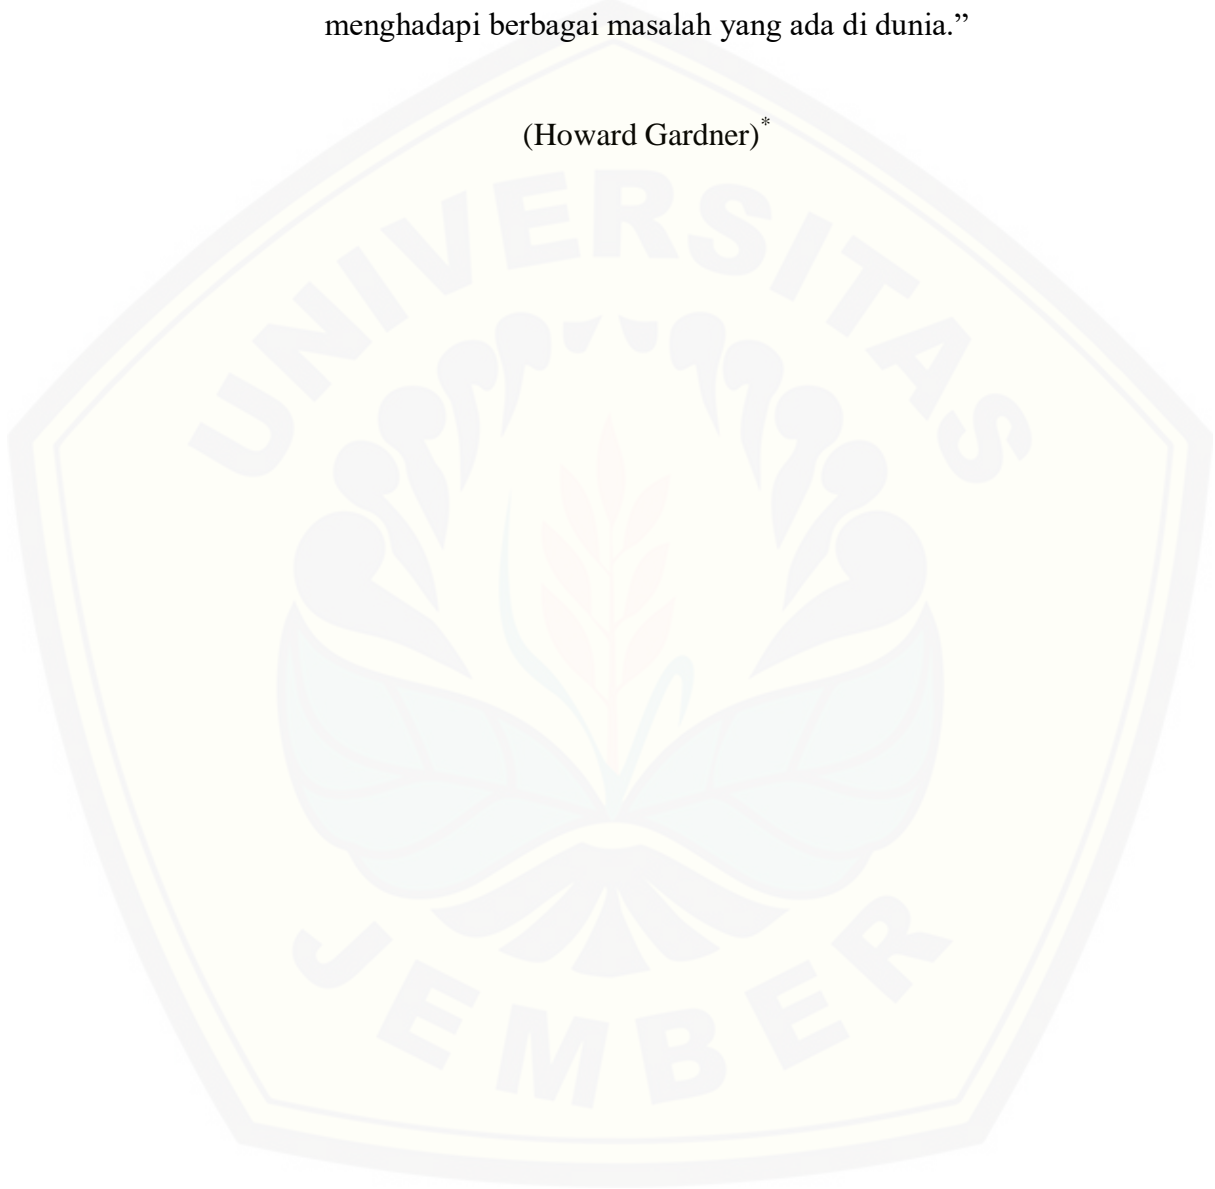 menghadapi berbagai masalah yang ada di dunia.”
(Howard Gardner)*
UNIVERSITAS
JEMBER